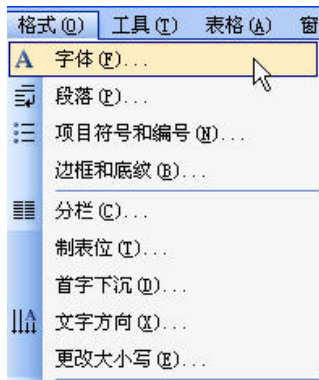 格式(O) 工具(T) 表格(A) 窗
字体(F)...
段落(P)...
项目符号和编号(N)...
边框和底纹(B)...
分栏(C)...
制表位(T)...
首字下沉(D)...
文字方向(X)...
更改大小写(E)...